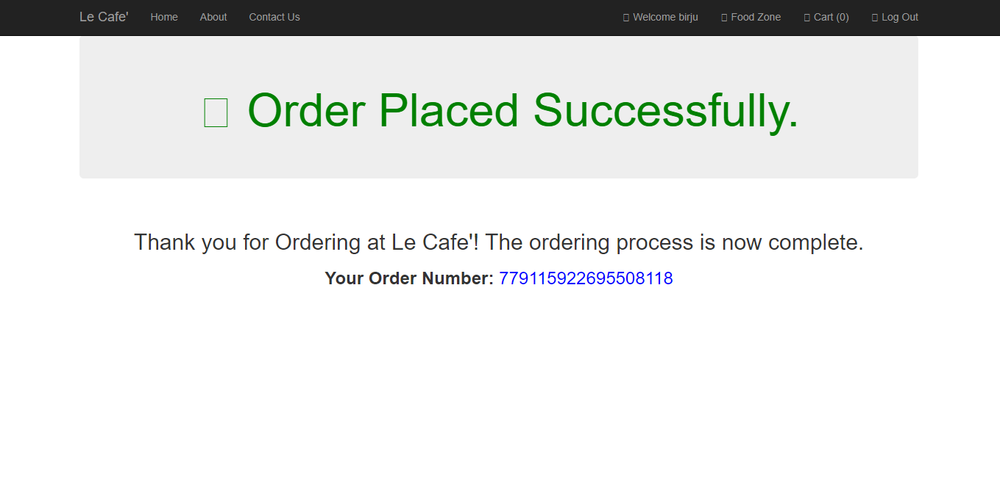 Le Cafe' Home About Contact Us Welcome birju Food Zone Cart (0) Log Out
Order Placed Successfully.
Thank you for Ordering at Le Cafe'! The ordering process is now complete.
Your Order Number: 779115922695508118